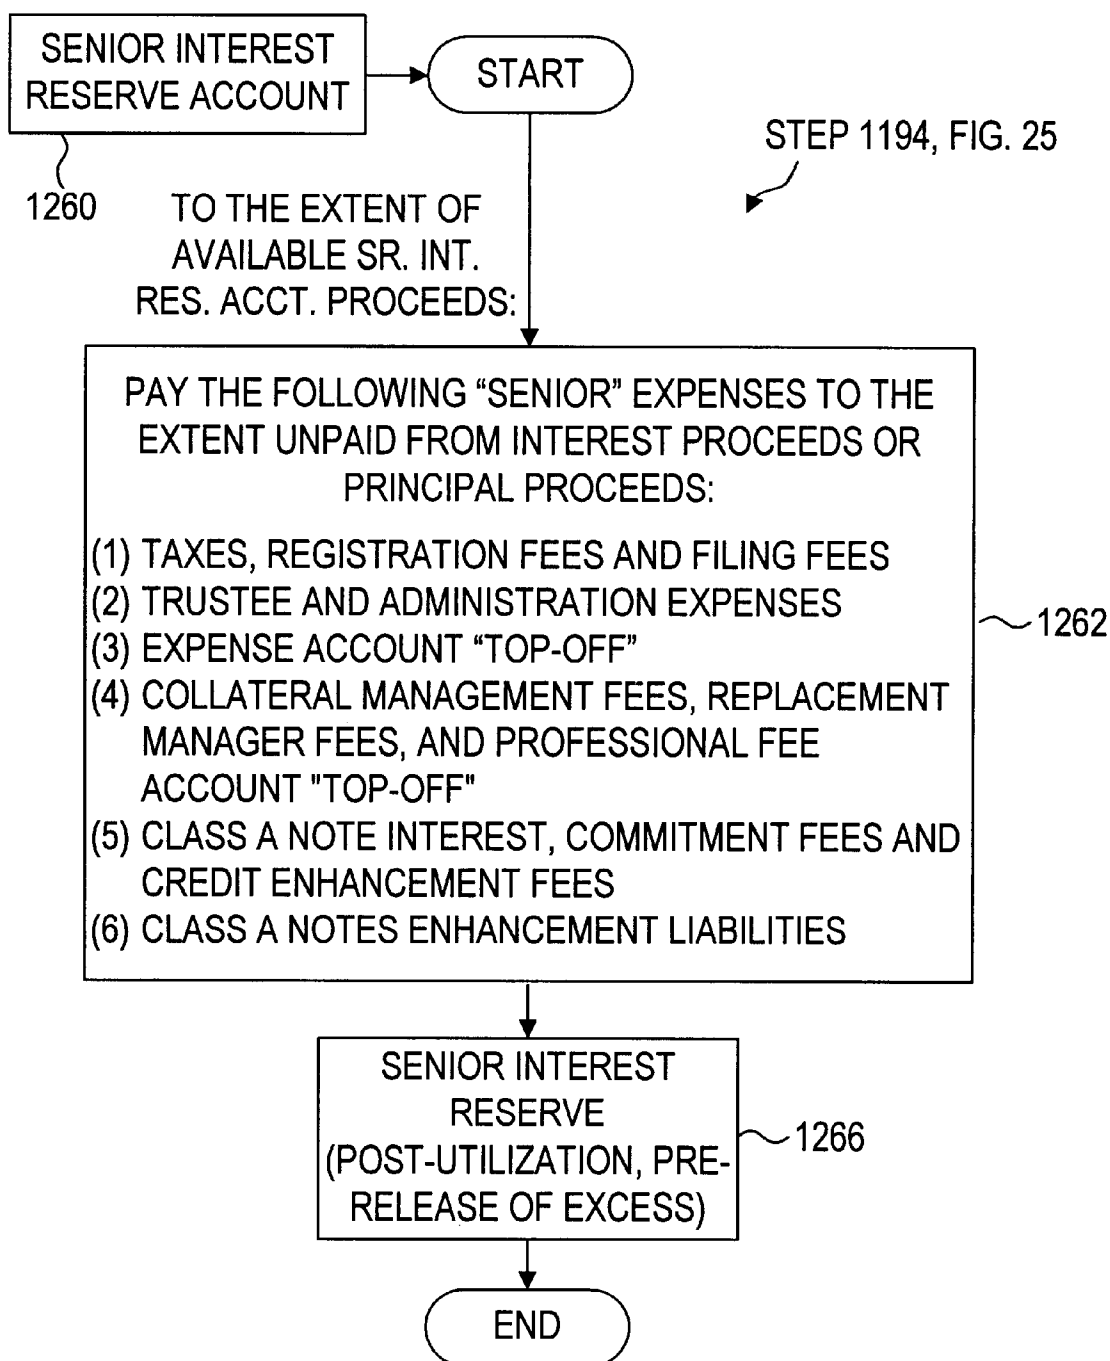 SENIOR INTEREST
RESERVE ACCOUNT
START
STEP 1194, FIG. 25
1260
TO THE EXTENT OF
AVAILABLE SR. INT.
RES. ACCT. PROCEEDS:
PAY THE FOLLOWING “SENIOR” EXPENSES TO THE
EXTENT UNPAID FROM INTEREST PROCEEDS OR
PRINCIPAL PROCEEDS:
(1) TAXES, REGISTRATION FEES AND FILING FEES
(2) TRUSTEE AND ADMINISTRATION EXPENSES
(3) EXPENSE ACCOUNT “TOP-OFF”
(4) COLLATERAL MANAGEMENT FEES, REPLACEMENT
MANAGER FEES, AND PROFESSIONAL FEE
ACCOUNT "TOP-OFF"
(5) CLASS A NOTE INTEREST, COMMITMENT FEES AND
CREDIT ENHANCEMENT FEES
(6) CLASS A NOTES ENHANCEMENT LIABILITIES
1262
SENIOR INTEREST
RESERVE
(POST-UTILIZATION, PRE-
RELEASE OF EXCESS)
1266
END